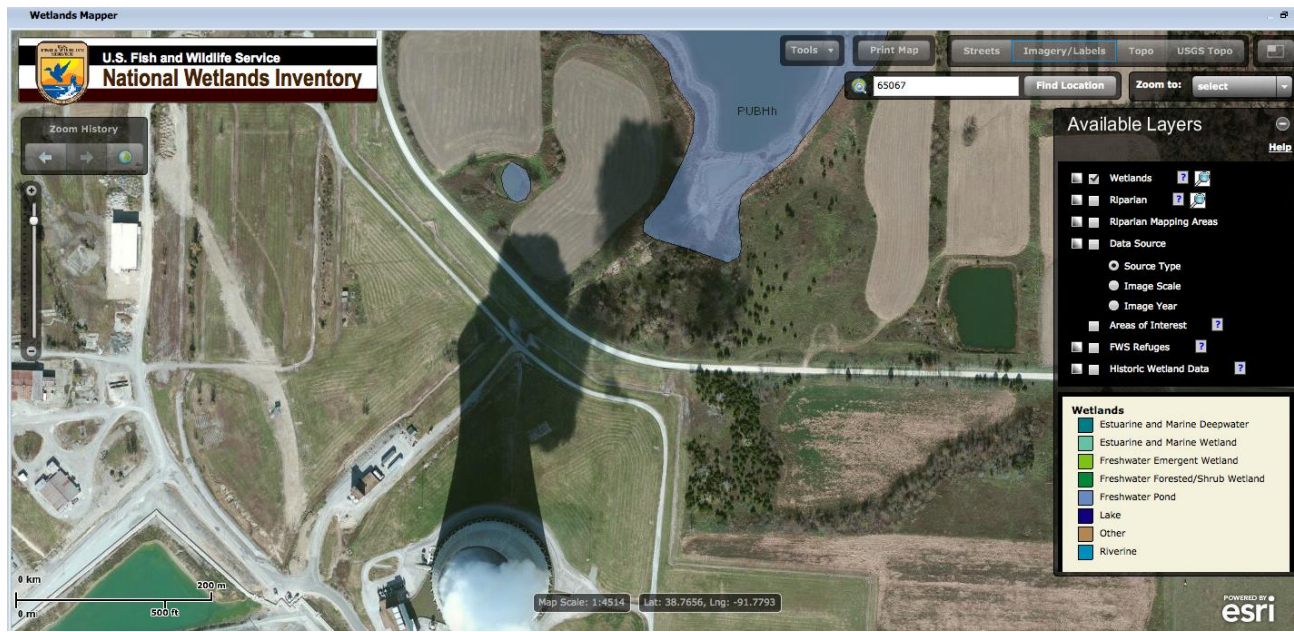 Wetlands Mapper
U.S. Fish and Wildlife Service
National Wetlands Inventory
Tools
Print Map
Streets
Imagery/Labels
Topo
USGS Topo
65067
Find Location
Zoom to:
select
Zoom History
PUBHh
Available Layers
Help
Wetlands ?
Riparian ?
Riparian Mapping Areas
Data Source
Source Type
Image Scale
Image Year
Areas of Interest ?
FWS Refuges ?
Historic Wetland Data ?
Wetlands
Estuarine and Marine Deepwater
Estuarine and Marine Wetland
Freshwater Emergent Wetland
Freshwater Forested/Shrub Wetland
Freshwater Pond
Lake
Other
Riverine
0 km
200 m
0 mi
500 ft
Map Scale: 1:4514
Lat: 38.7656, Lng: -91.7793
POWERED BY
esri